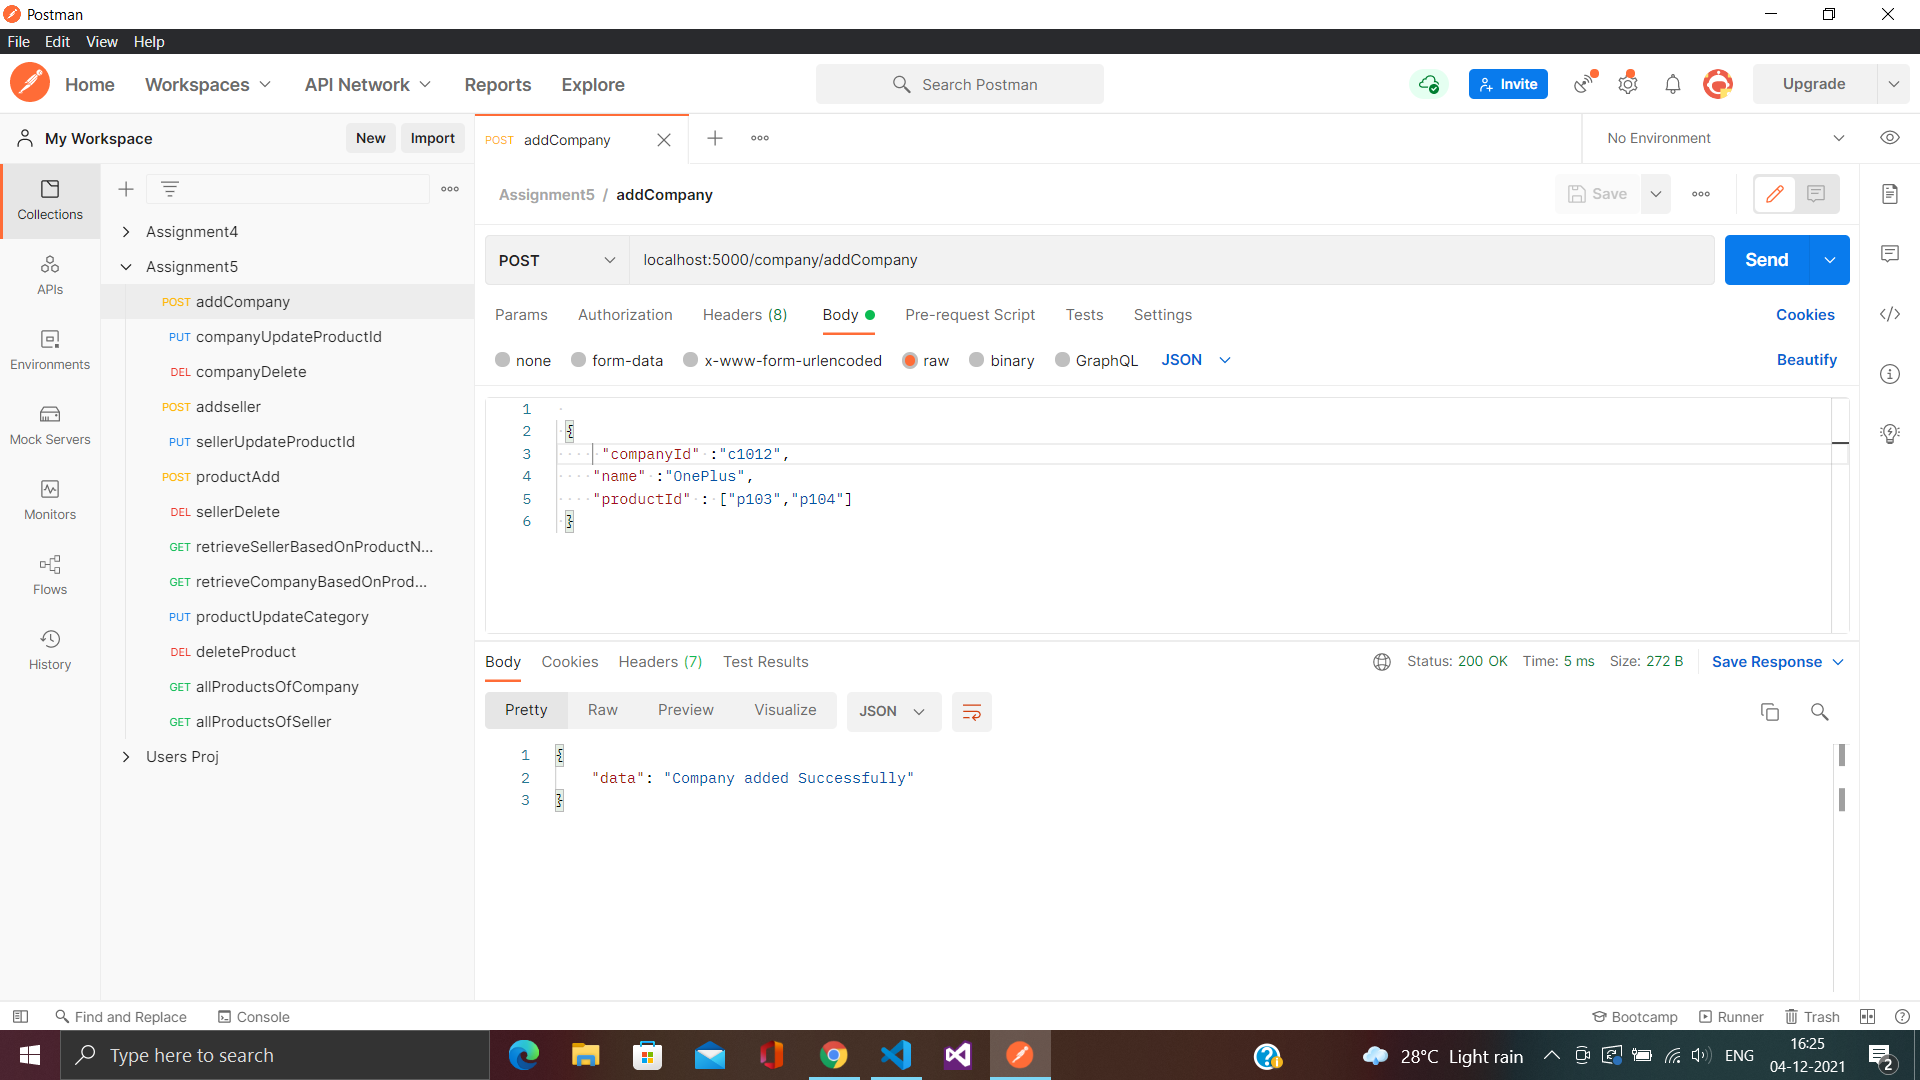 Postman
File Edit View Help
Home Workspaces API Network Reports Explore Search Postman Invite Upgrade
My Workspace New Import POST addCompany No Environment
Collections
APIs
Environments
Mock Servers
Monitors
Flows
History
Assignment4
Assignment5
POST addCompany
PUT companyUpdateProductId
DEL companyDelete
POST addseller
PUT sellerUpdateProductId
POST productAdd
DEL sellerDelete
GET retrieveSellerBasedOnProductN...
GET retrieveCompanyBasedOnProd...
PUT productUpdateCategory
DEL deleteProduct
GET allProductsOfCompany
GET allProductsOfSeller
Users Proj
Assignment5 / addCompany Save
POST localhost:5000/company/addCompany Send
Params Authorization Headers (8) Body Pre-request Script Tests Settings Cookies
none form-data x-www-form-urlencoded raw binary GraphQL JSON Beautify
1
2 {
3 "companyId" :"c1012",
4 "name" :"OnePlus",
5 "productId" : ["p103","p104"]
6 }
Body Cookies Headers (7) Test Results Status: 200 OK Time: 5 ms Size: 272 B Save Response
Pretty Raw Preview Visualize JSON
1 {
2 "data": "Company added Successfully"
3 }
Find and Replace Console Bootcamp Runner Trash
Type here to search 28°C Light rain ENG 16:25
04-12-2021 2